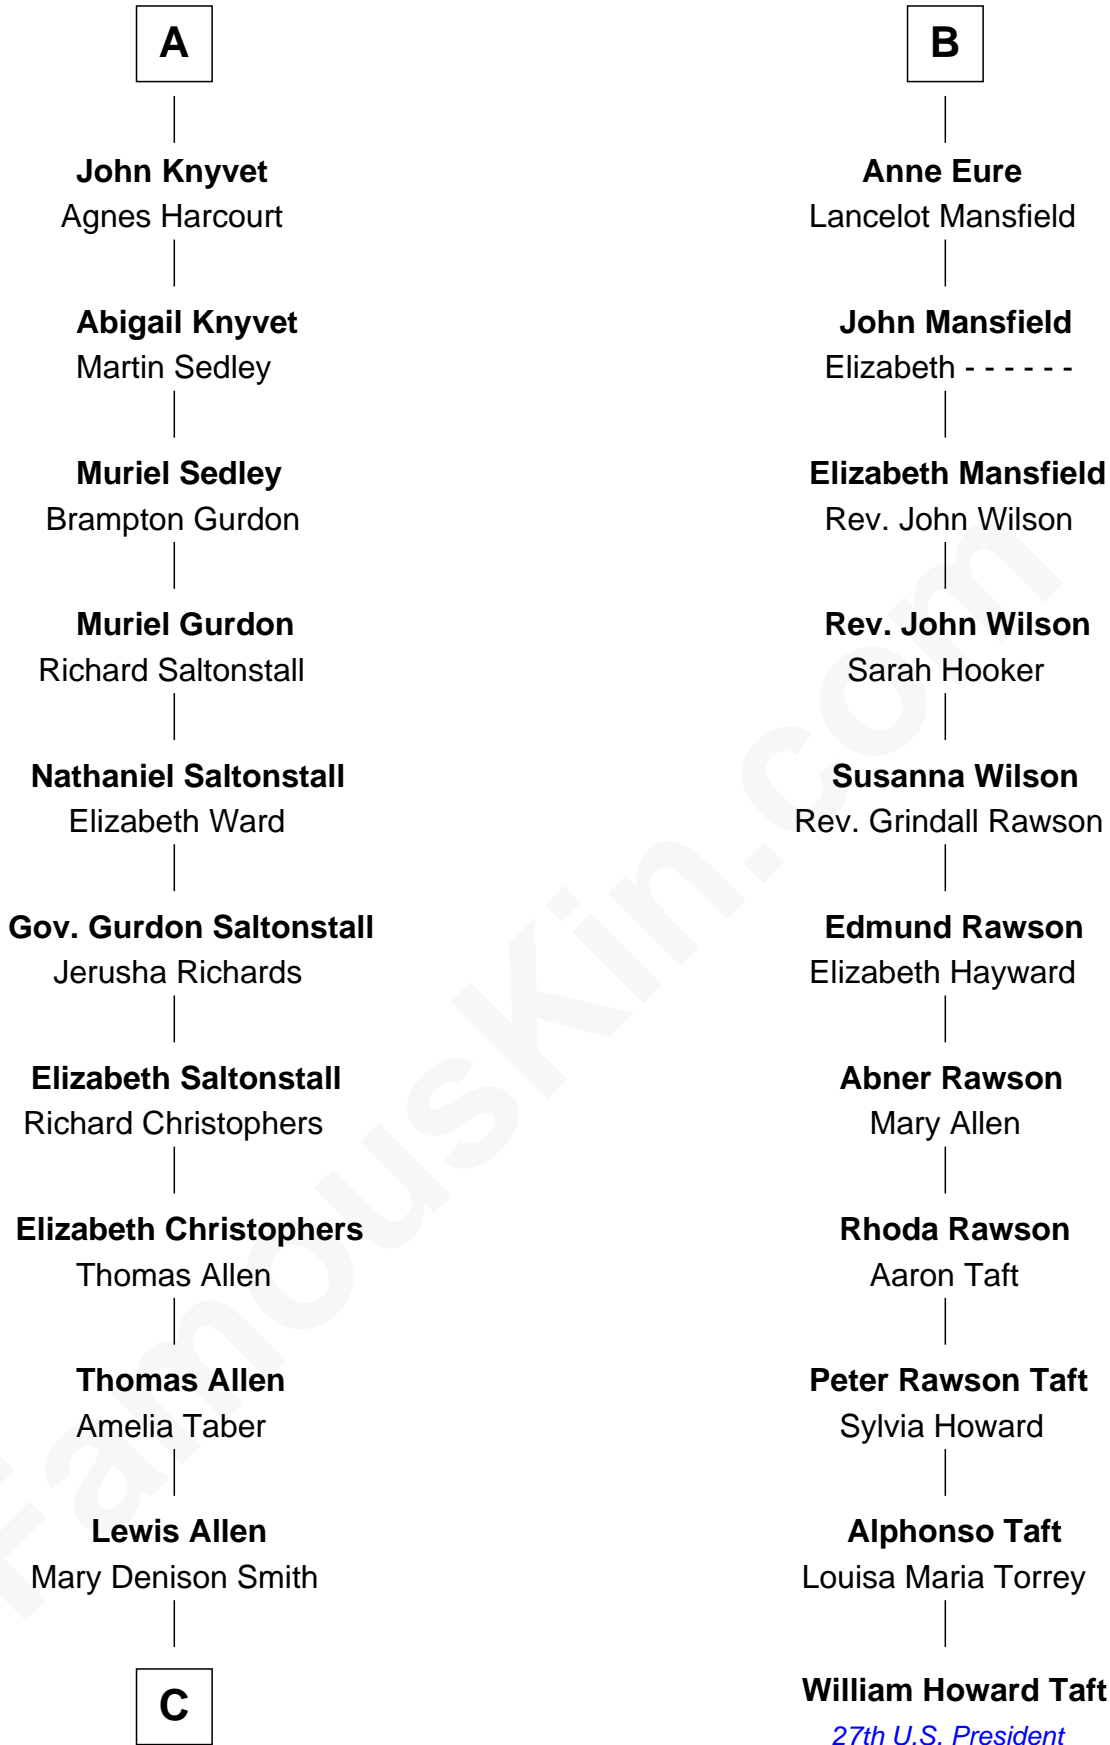 A
John Knyvet
Agnes Harcourt
Abigail Knyvet
Martin Sedley
Muriel Sedley
Brampton Gurdon
Muriel Gurdon
Richard Saltonstall
Nathaniel Saltonstall
Elizabeth Ward
Gov. Gurdon Saltonstall
Jerusha Richards
Elizabeth Saltonstall
Richard Christophers
Elizabeth Christophers
Thomas Allen
Thomas Allen
Amelia Taber
Lewis Allen
Mary Denison Smith
C
B
Anne Eure
Lancelot Mansfield
John Mansfield
Elizabeth - - - - - -
Elizabeth Mansfield
Rev. John Wilson
Rev. John Wilson
Sarah Hooker
Susanna Wilson
Rev. Grindall Rawson
Edmund Rawson
Elizabeth Hayward
Abner Rawson
Mary Allen
Rhoda Rawson
Aaron Taft
Peter Rawson Taft
Sylvia Howard
Alphonso Taft
Louisa Maria Torrey
William Howard Taft
27th U.S. President
FamousKin.com